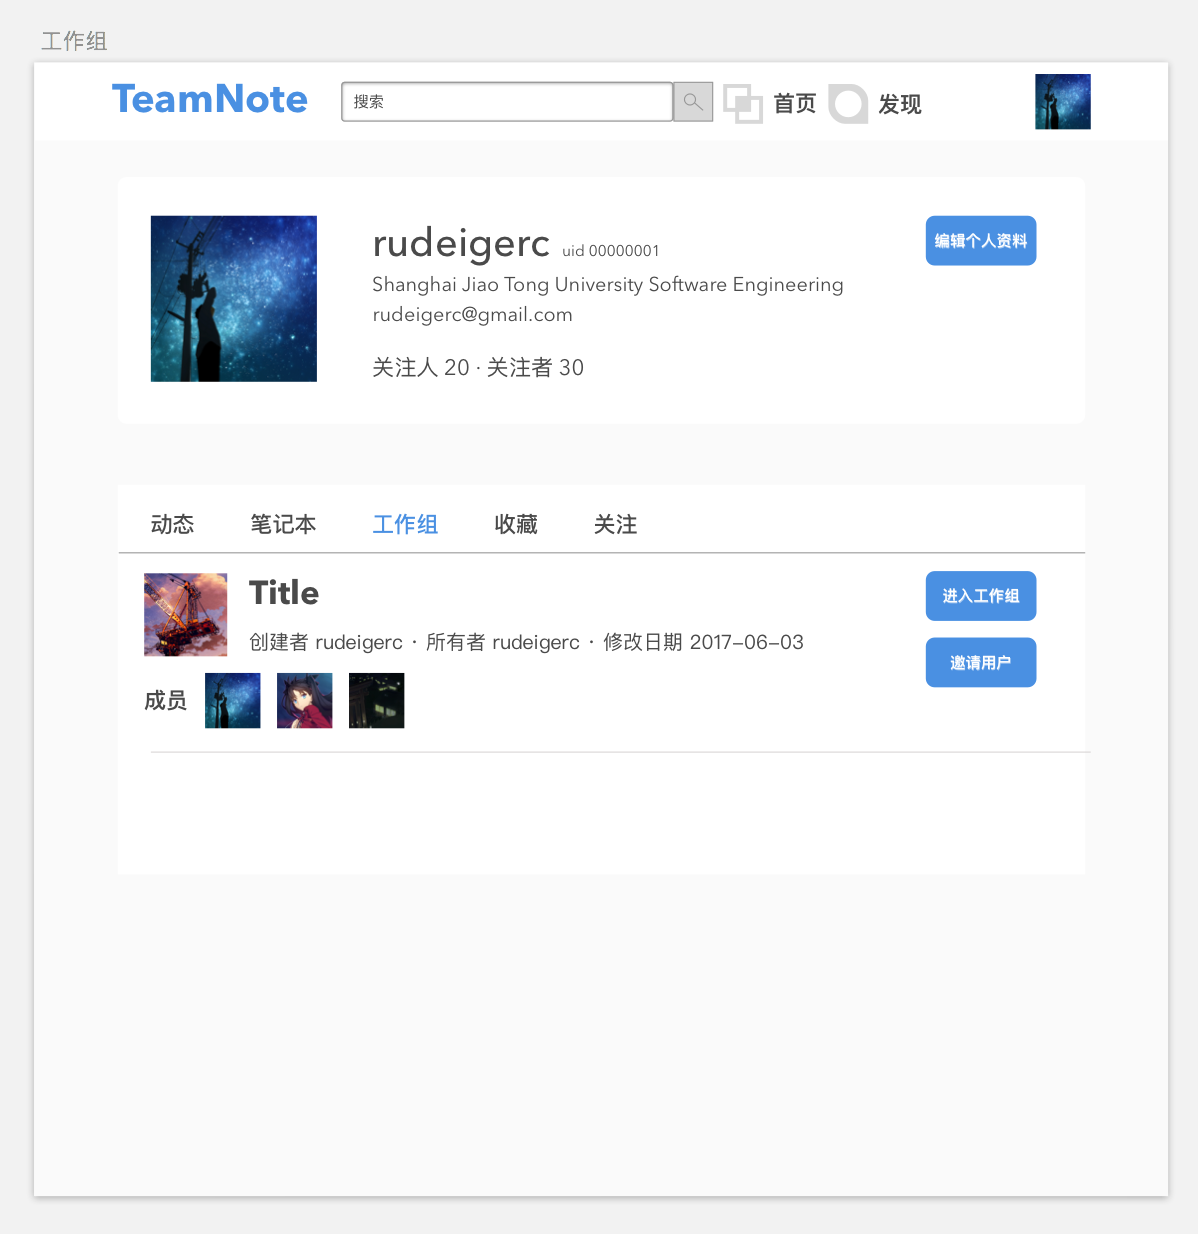 工作组
TeamNote 搜索 首页 发现
rudeigerc uid 00000001
编辑个人资料
Shanghai Jiao Tong University Software Engineering
rudeigerc@gmail.com
关注人 20 · 关注者 30
动态 笔记本 工作组 收藏 关注
Title
进入工作组
创建者 rudeigerc · 所有者 rudeigerc · 修改日期 2017–06–03
邀请用户
成员